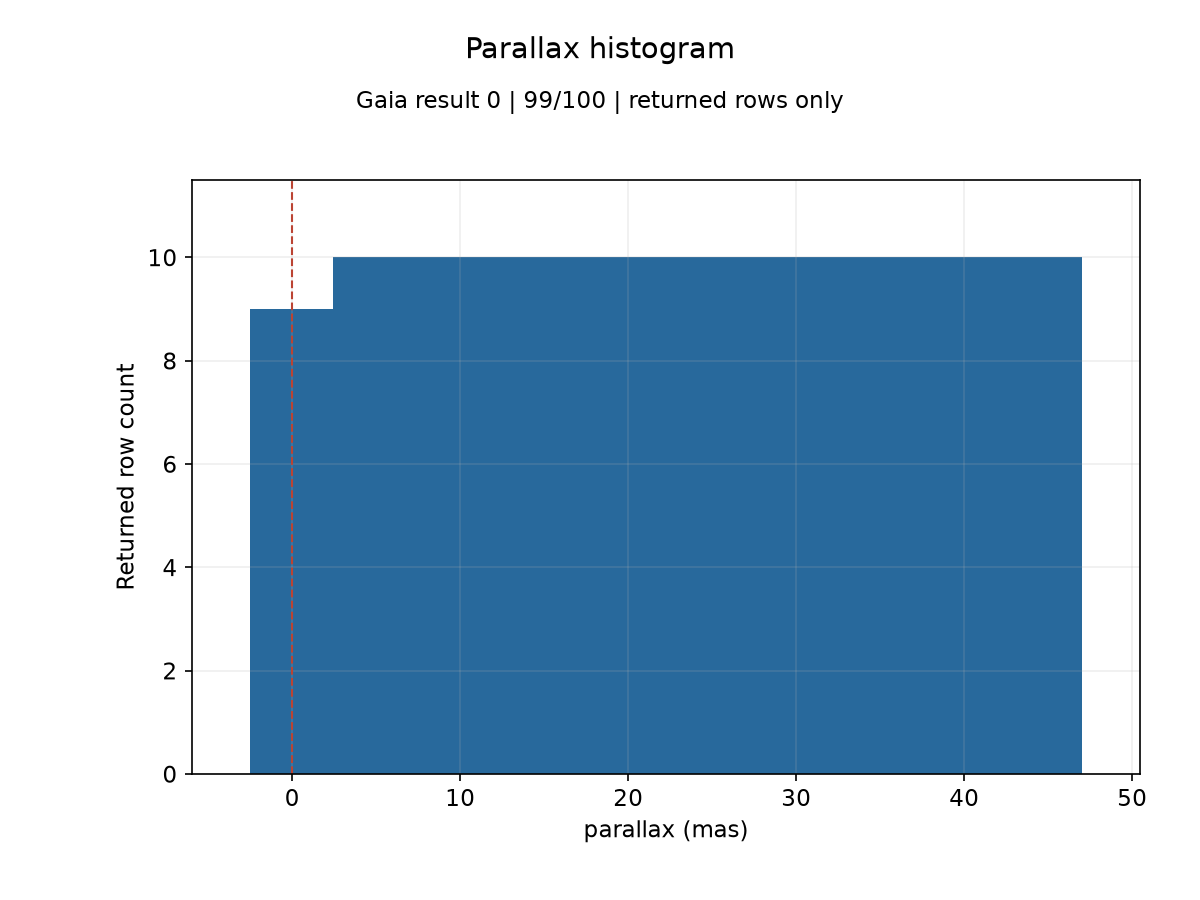 Parallax histogram
Gaia result 0 | 99/100 | returned rows only
Returned row count
10
8
6
4
2
0
0 10 20 30 40 50
parallax (mas)